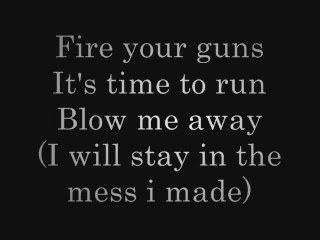 Fire your guns
It's time to run
Blow me away
(I will stay in the
mess i made)